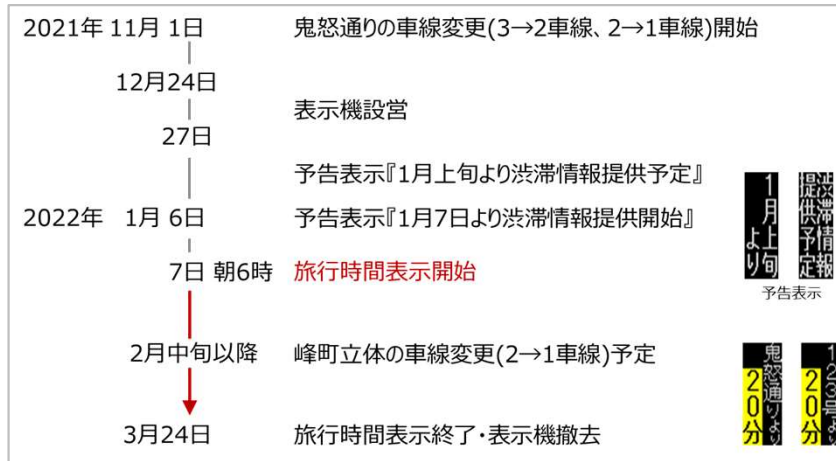 2021年 11月 1日 鬼怒通りの車線変更(3→2車線、2→1車線)開始
12月24日
表示機設営
27日
予告表示『1月上旬より渋滞情報提供予定』
2022年 1月 6日 予告表示『1月7日より渋滞情報提供開始』
7日 朝6時 旅行時間表示開始
2月中旬以降 峰町立体の車線変更(2→1車線)予定
3月24日 旅行時間表示終了・表示機撤去
1月上旬
より
渋滞情報
提供予定
予告表示
鬼怒通りより
20分
123号よ
20分